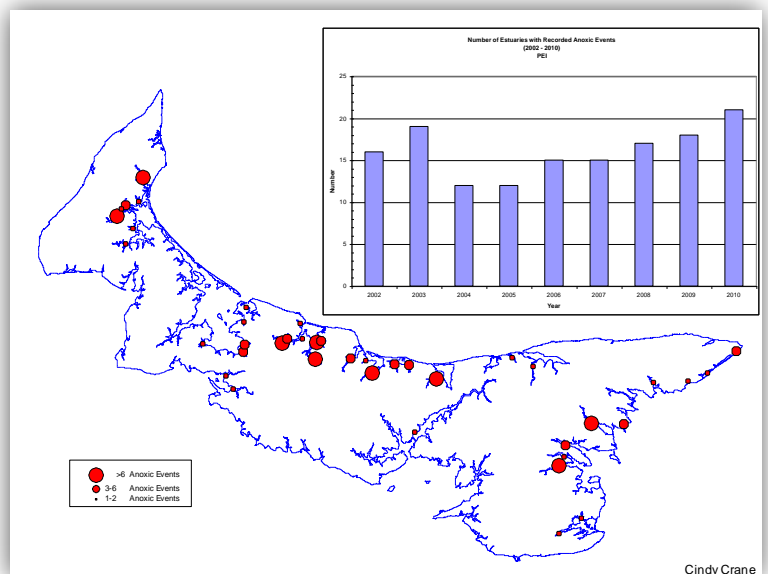 Number of Estuaries with Recorded Anoxic Events
(2002 - 2010)
PEI
25
20
15
10
5
0
Number
2002 2003 2004 2005 2006 2007 2008 2009 2010
Year
>6 Anoxic Events
3-6 Anoxic Events
1-2 Anoxic Events
Cindy Crane